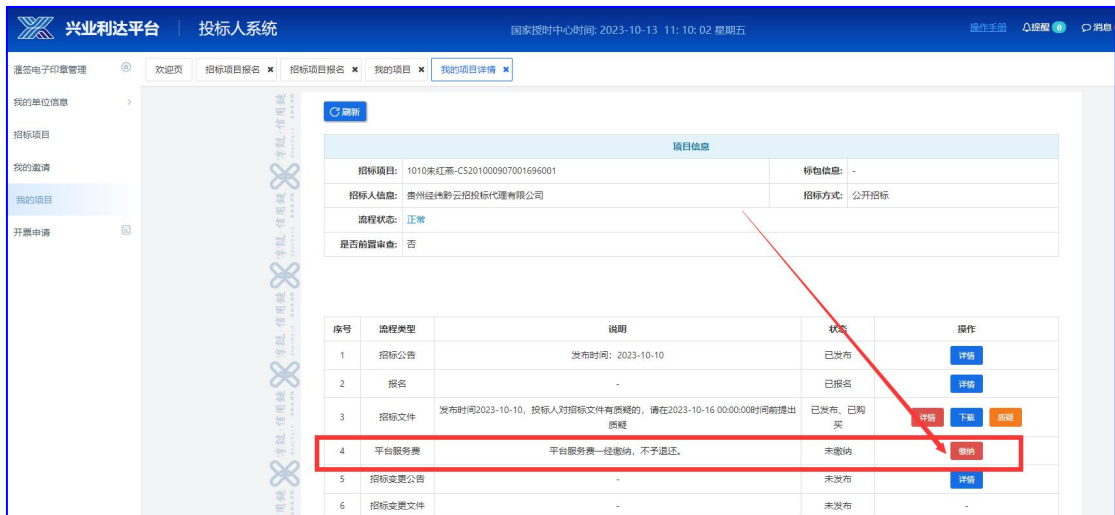 兴业利达平台
投标人系统
国家授时中心时间: 2023-10-13 11:10:02 星期五
操作手册
提醒 0
消息
滙签电子印章管理
欢迎页
招标项目报名
招标项目报名
我的项目
我的项目详情
我的单位信息
招标项目
我的邀请
我的项目
开票申请
刷新
项目信息
招标项目: 1010朱红燕-C5201000907001696001
标包信息: -
招标人信息: 贵州经纬黔云招投标代理有限公司
招标方式: 公开招标
流程状态: 正常
是否前置审查: 否
序号 流程类型 说明 状态 操作
1 招标公告 发布时间：2023-10-10 已发布 详情
2 报名 - 已报名 详情
3 招标文件 发布时间2023-10-10，投标人对招标文件有质疑的，请在2023-10-16 00:00:00时间前提出 已发布、已购 详情 下载 质疑
质疑 买
4 平台服务费 平台服务费一经缴纳，不予退还。 未缴纳 缴纳
5 招标变更公告 - 未发布 详情
6 招标变更文件 - 未发布 -